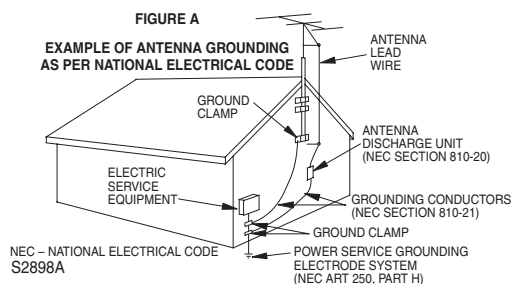 FIGURE A
EXAMPLE OF ANTENNA GROUNDING
AS PER NATIONAL ELECTRICAL CODE
ANTENNA
LEAD
WIRE
GROUND
CLAMP
ANTENNA
DISCHARGE UNIT
(NEC SECTION 810-20)
ELECTRIC
SERVICE
EQUIPMENT
GROUNDING CONDUCTORS
(NEC SECTION 810-21)
GROUND CLAMP
POWER SERVICE GROUNDING
ELECTRODE SYSTEM
(NEC ART 250, PART H)
NEC – NATIONAL ELECTRICAL CODE
S2898A